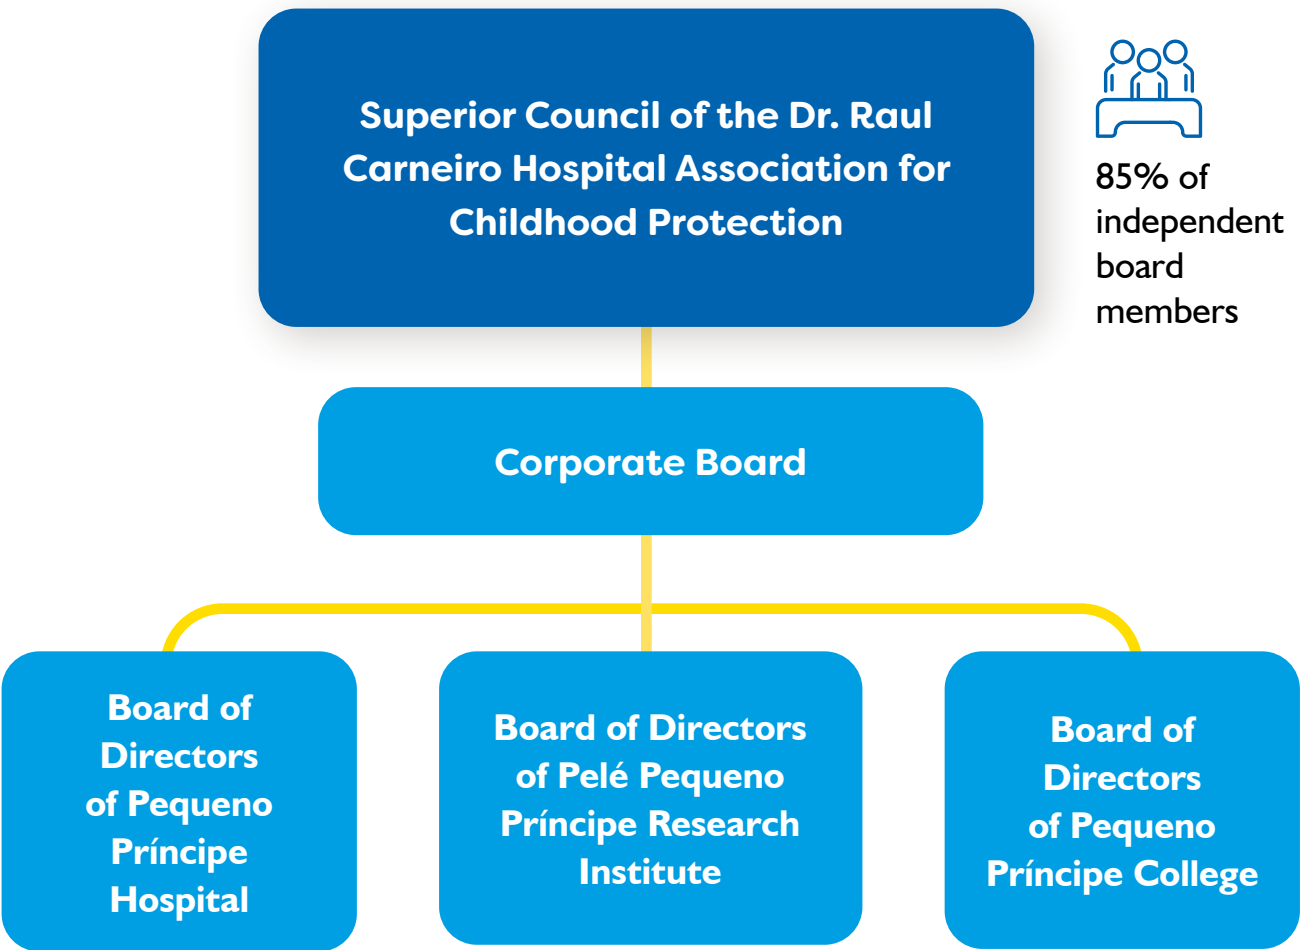 Superior Council of the Dr. Raul
Carneiro Hospital Association for
Childhood Protection
85% of
independent
board
members
Corporate Board
Board of
Directors
of Pequeno
Príncipe
Hospital
Board of Directors
of Pelé Pequeno
Príncipe Research
Institute
Board of
Directors
of Pequeno
Príncipe College